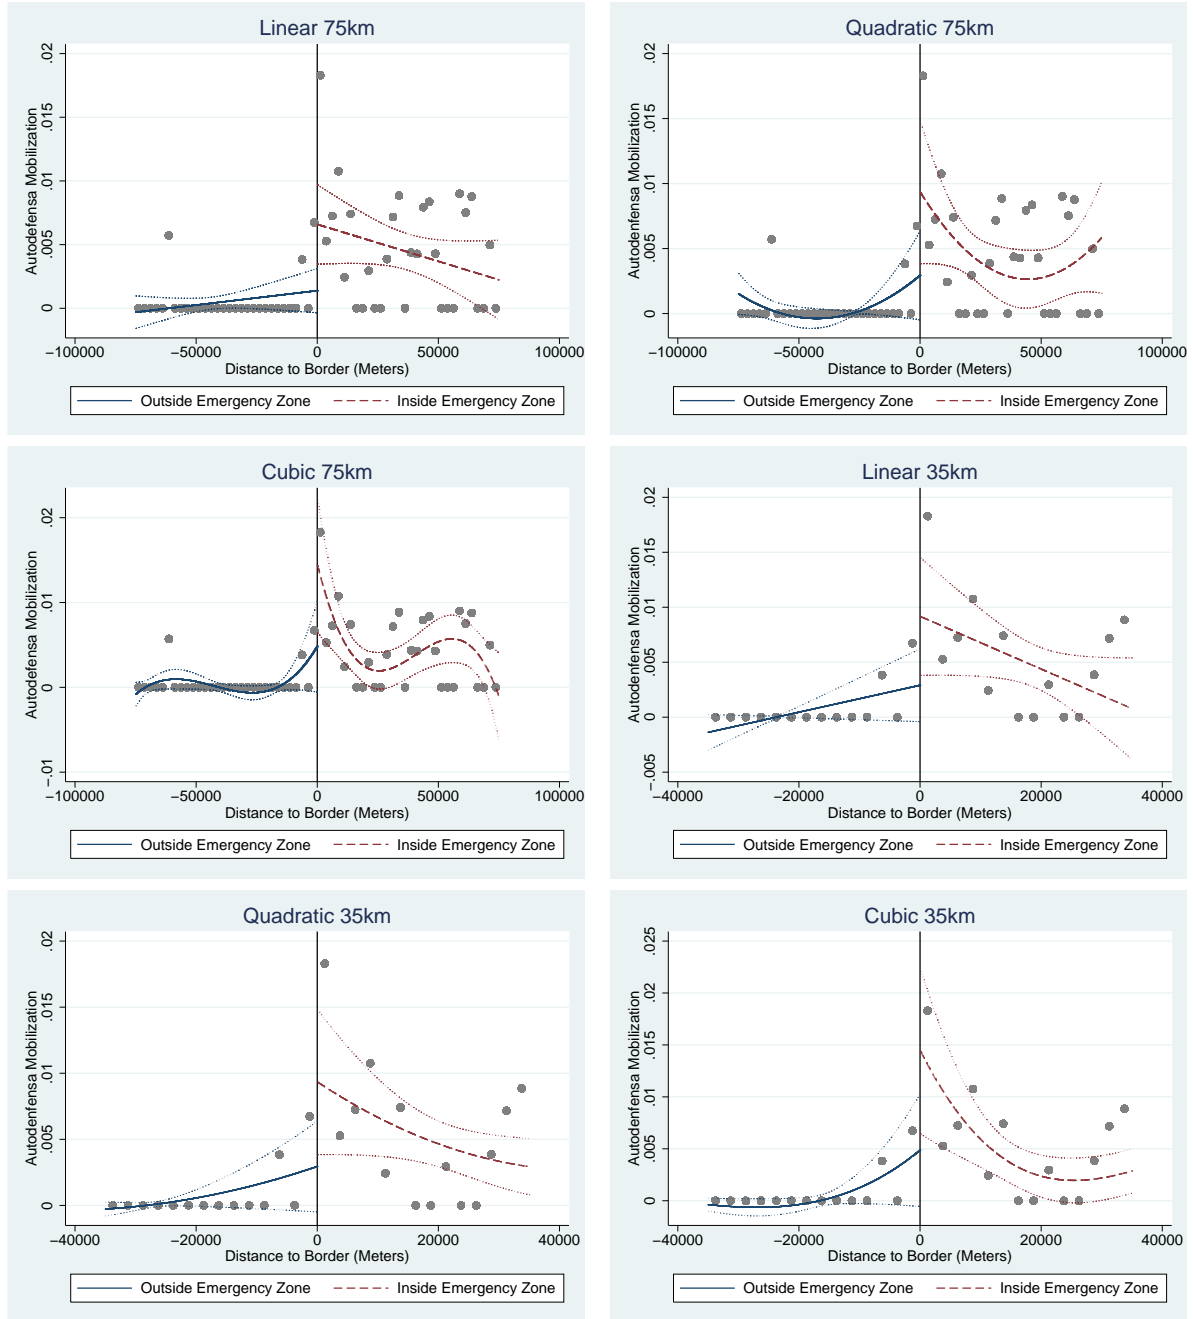 Linear 75km
Autodefensa Mobilization
.02
.015
.01
.005
0
−100000 −50000 0 50000 100000
Distance to Border (Meters)
Outside Emergency Zone Inside Emergency Zone
Quadratic 75km
Autodefensa Mobilization
.02
.015
.01
.005
0
−100000 −50000 0 50000 100000
Distance to Border (Meters)
Outside Emergency Zone Inside Emergency Zone
Cubic 75km
Autodenfensa Mobilization
.02
.01
0
−.01
−100000 −50000 0 50000 100000
Distance to Border (Meters)
Outside Emergency Zone Inside Emergency Zone
Linear 35km
Autodenfensa Mobilization
.02
.015
.01
.005
0
−.005
−40000 −20000 0 20000 40000
Distance to Border (Meters)
Outside Emergency Zone Inside Emergency Zone
Quadratic 35km
Autodenfensa Mobilization
.02
.015
.01
.005
0
−40000 −20000 0 20000 40000
Distance to Border (Meters)
Outside Emergency Zone Inside Emergency Zone
Cubic 35km
Autodenfensa Mobilization
.025
.02
.015
.01
.005
0
−40000 −20000 0 20000 40000
Distance to Border (Meters)
Outside Emergency Zone Inside Emergency Zone